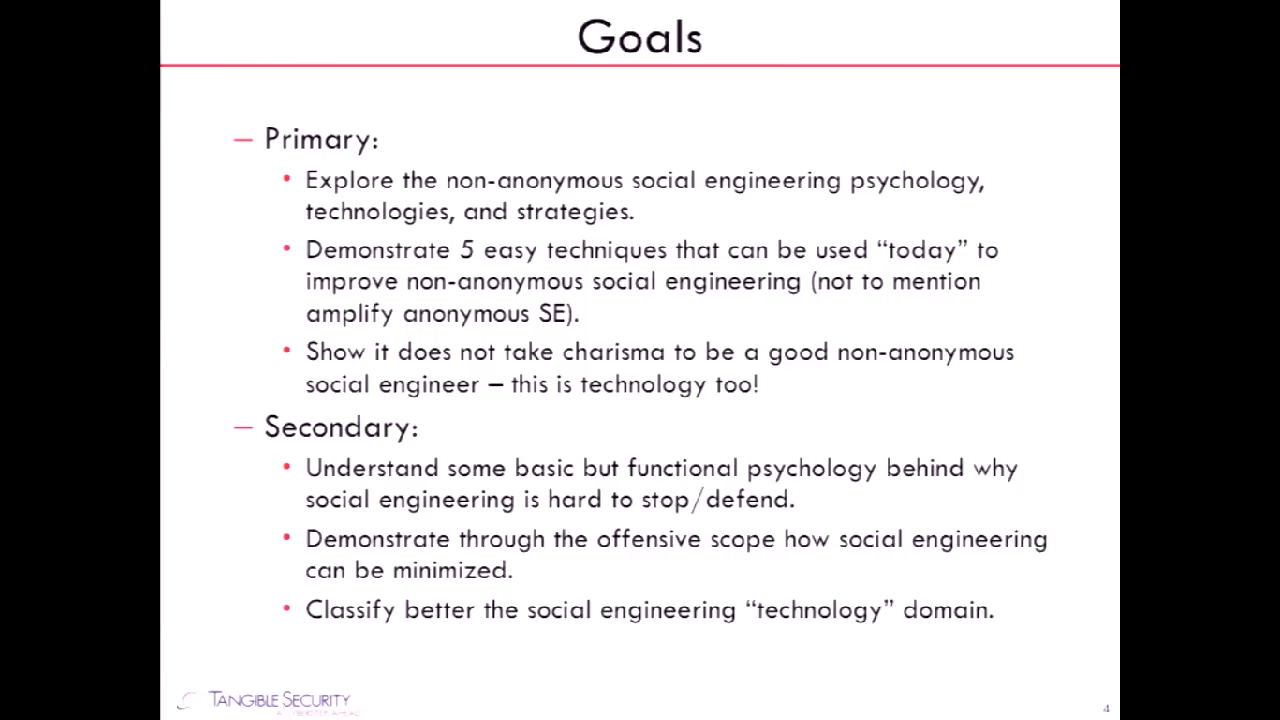 Goals
– Primary:
• Explore the non-anonymous social engineering psychology,
technologies, and strategies.
• Demonstrate 5 easy techniques that can be used “today” to
improve non-anonymous social engineering (not to mention
amplify anonymous SE).
• Show it does not take charisma to be a good non-anonymous
social engineer – this is technology too!
– Secondary:
• Understand some basic but functional psychology behind why
social engineering is hard to stop/defend.
• Demonstrate through the offensive scope how social engineering
can be minimized.
• Classify better the social engineering “technology” domain.
TANGIBLE SECURITY
4